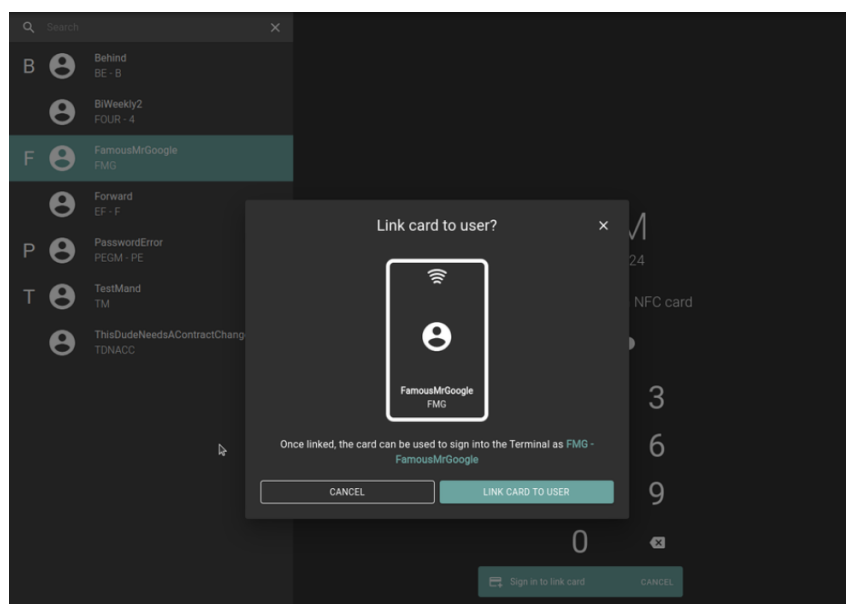 Search
B
Behind
BE - B
BiWeekly2
FOUR - 4
F
FamousMrGoogle
FMG
Forward
EF - F
P
PasswordError
PEGM - PE
T
TestMand
TM
ThisDudeNeedsAContractChang
TDNACC
Link card to user?
FamousMrGoogle
FMG
Once linked, the card can be used to sign into the Terminal as FMG -
FamousMrGoogle
CANCEL
LINK CARD TO USER
M
24
NFC card
3
6
9
0
Sign in to link card
CANCEL